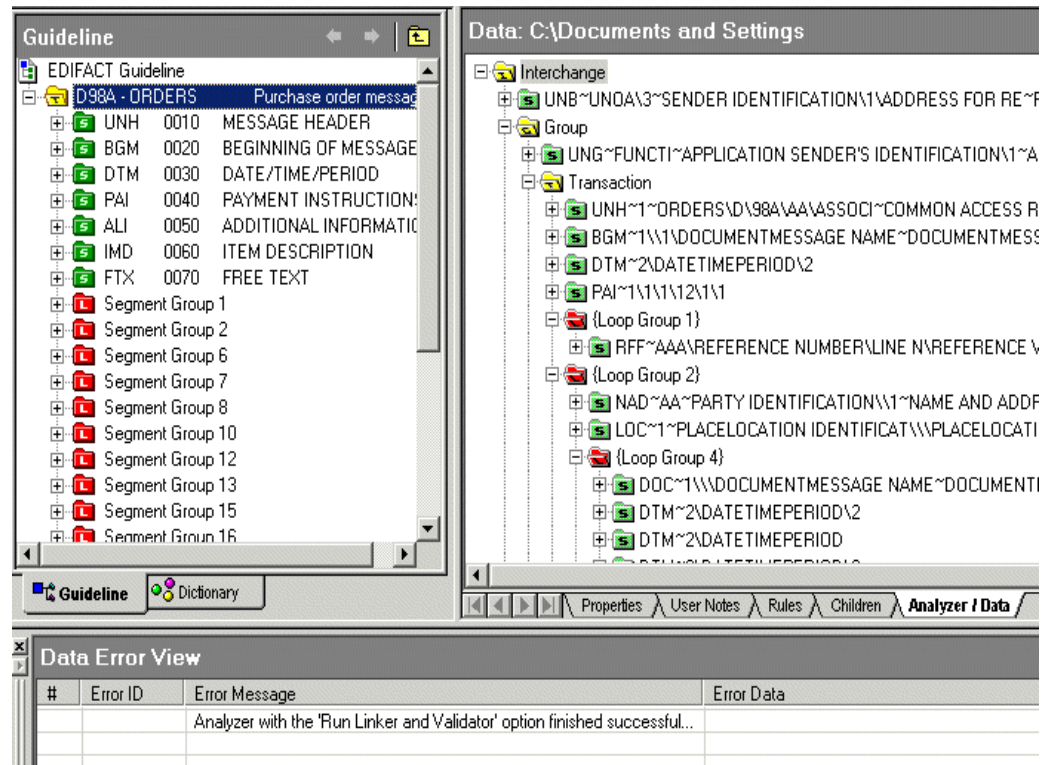 Guideline
EDIFACT Guideline
D98A - ORDERS Purchase order messag
UNH 0010 MESSAGE HEADER
BGM 0020 BEGINNING OF MESSAGE
DTM 0030 DATE/TIME/PERIOD
PAI 0040 PAYMENT INSTRUCTION
ALI 0050 ADDITIONAL INFORMATI
IMD 0060 ITEM DESCRIPTION
FTX 0070 FREE TEXT
Segment Group 1
Segment Group 2
Segment Group 6
Segment Group 7
Segment Group 8
Segment Group 10
Segment Group 12
Segment Group 13
Segment Group 15
Segment Group 16
Guideline
Dictionary
Data: C:\Documents and Settings
Interchange
UNB~UNOA\3~SENDER IDENTIFICATION\1\ADDRESS FOR RE~
Group
UNG~FUNCTI~APPLICATION SENDER'S IDENTIFICATION\1~A
Transaction
UNH~1~ORDERS\D\98A\AA\ASSOCI~COMMON ACCESS R
BGM~1\\1\DOCUMENTMESSAGE NAME~DOCUMENTMESS
DTM~2\DATETIMEPERIOD\2
PAI~1\1\1\12\1\1
{Loop Group 1}
RFF~AAA\REFERENCE NUMBER\LINE N\REFERENCE
{Loop Group 2}
NAD~AA~PARTY IDENTIFICATION\\1~NAME AND ADDR
LOC~1~PLACELOCATION IDENTIFICAT\\\PLACELOCATI
{Loop Group 4}
DOC~1\\\DOCUMENTMESSAGE NAME~DOCUMENT
DTM~2\DATETIMEPERIOD\2
DTM~2\DATETIMEPERIOD
Properties
User Notes
Rules
Children
Analyzer / Data
Data Error View
# Error ID Error Message Error Data
Analyzer with the 'Run Linker and Validator' option finished successful...